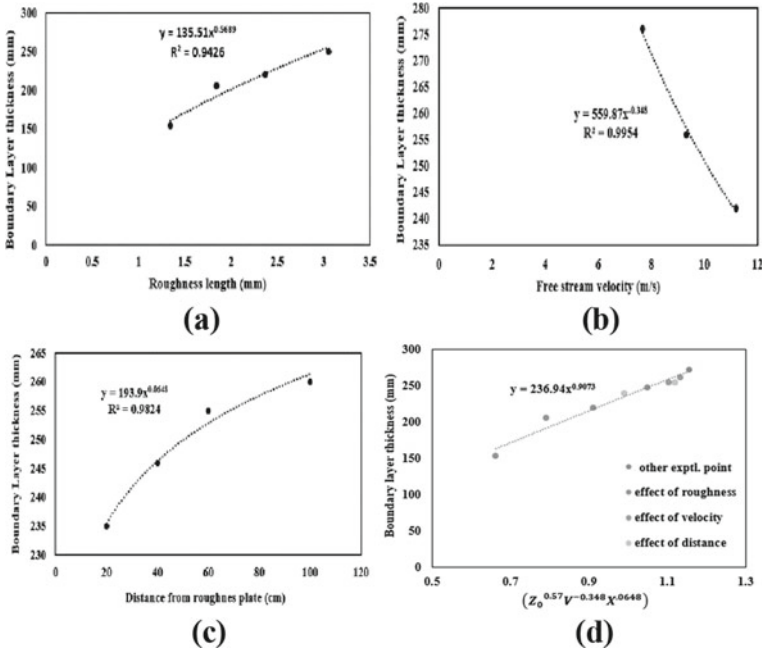 Boundary Layer thickness (mm)
300
250
200
150
100
50
0
y = 135.51x^0.5689
R² = 0.9426
0 0.5 1 1.5 2 2.5 3 3.5
Roughness length (mm)
(a)
Boundary Layer thickness (mm)
280
275
270
265
260
255
250
245
240
235
y = 559.87x^-0.348
R² = 0.9954
0 2 4 6 8 10 12
Free stream velocity (m/s)
(b)
Boundary Layer thickness (mm)
265
260
255
250
245
240
235
230
y = 193.9x^0.0648
R² = 0.9824
0 20 40 60 80 100 120
Distance from roughnes plate (cm)
(c)
Boundary layer thickness (mm)
300
250
200
150
100
50
0
y = 236.94x^0.9073
other exptl. point
effect of roughness
effect of velocity
effect of distance
0.5 0.7 0.9 1.1 1.3
(Z₀^0.57 V^-0.348 X^.0648)
(d)